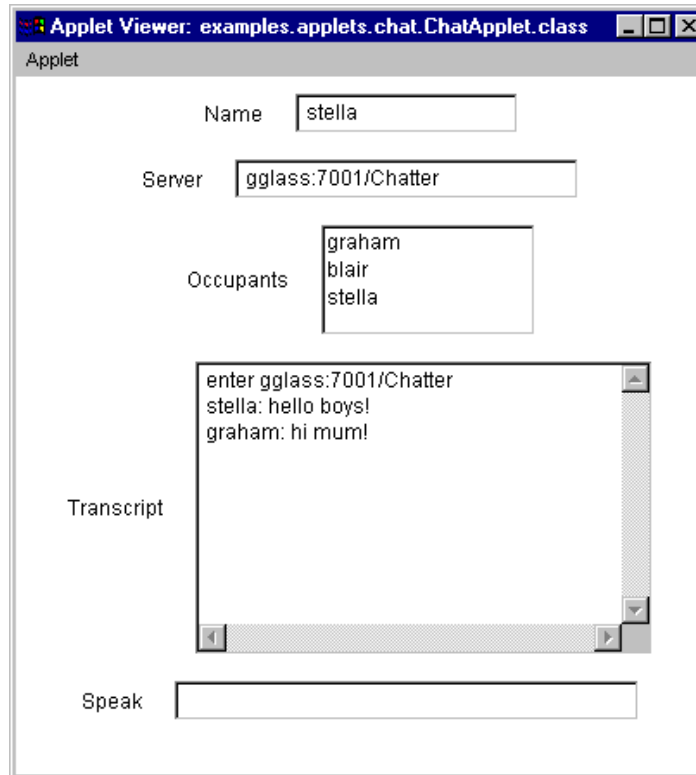 Applet Viewer: examples.applets.chat.ChatApplet.class
Applet
Name stella
Server gglass:7001/Chatter
Occupants
graham
blair
stella
Transcript
enter gglass:7001/Chatter
stella: hello boys!
graham: hi mum!
Speak